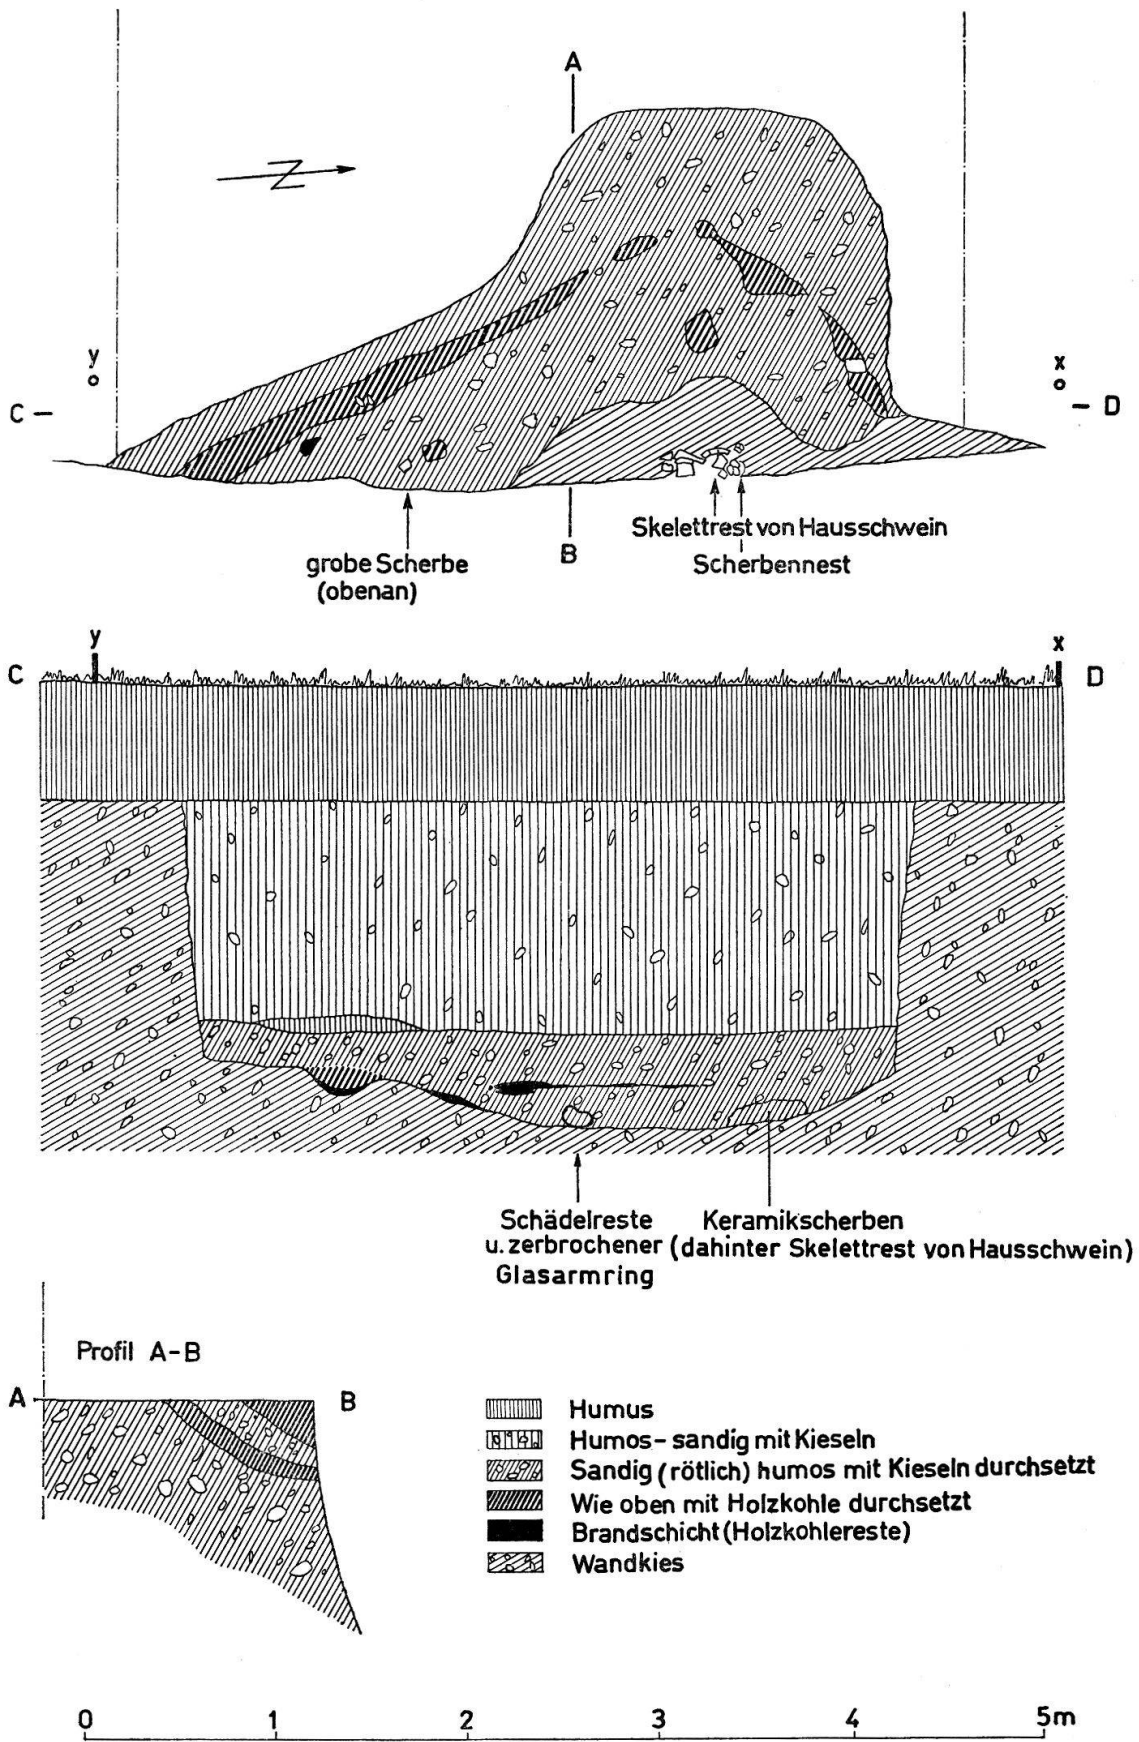 A
Z
y
x
C –
– D
Skelettrest von Hausschwein
grobe Scherbe
(obenan)
B
Scherbennest
y
x
C
D
Schädelreste
u. zerbrochener
Glasarmring
Keramikscherben
(dahinter Skelettrest von Hausschwein)
Profil A-B
A
B
Humus
Humos-sandig mit Kieseln
Sandig (rötlich) humos mit Kieseln durchsetzt
Wie oben mit Holzkohle durchsetzt
Brandschicht (Holzkohlereste)
Wandkies
0 1 2 3 4 5m